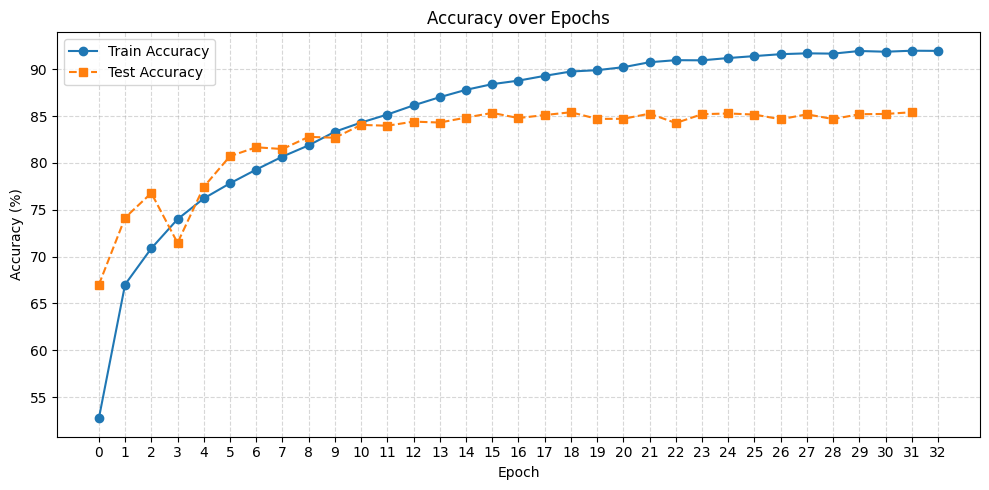 Accuracy over Epochs
Train Accuracy
Test Accuracy
Accuracy (%)
90
85
80
75
70
65
60
55
0 1 2 3 4 5 6 7 8 9 10 11 12 13 14 15 16 17 18 19 20 21 22 23 24 25 26 27 28 29 30 31 32
Epoch